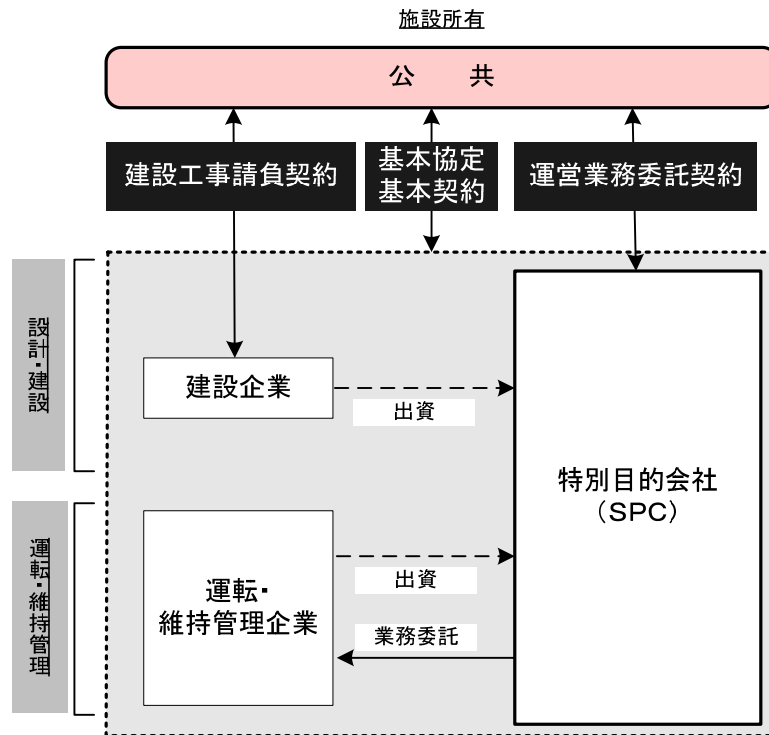 施設所有
公　共
建設工事請負契約
基本協定
基本契約
運営業務委託契約
設計・建設
建設企業
出資
特別目的会社
（SPC）
運転・維持管理
運転・
維持管理企業
出資
業務委託